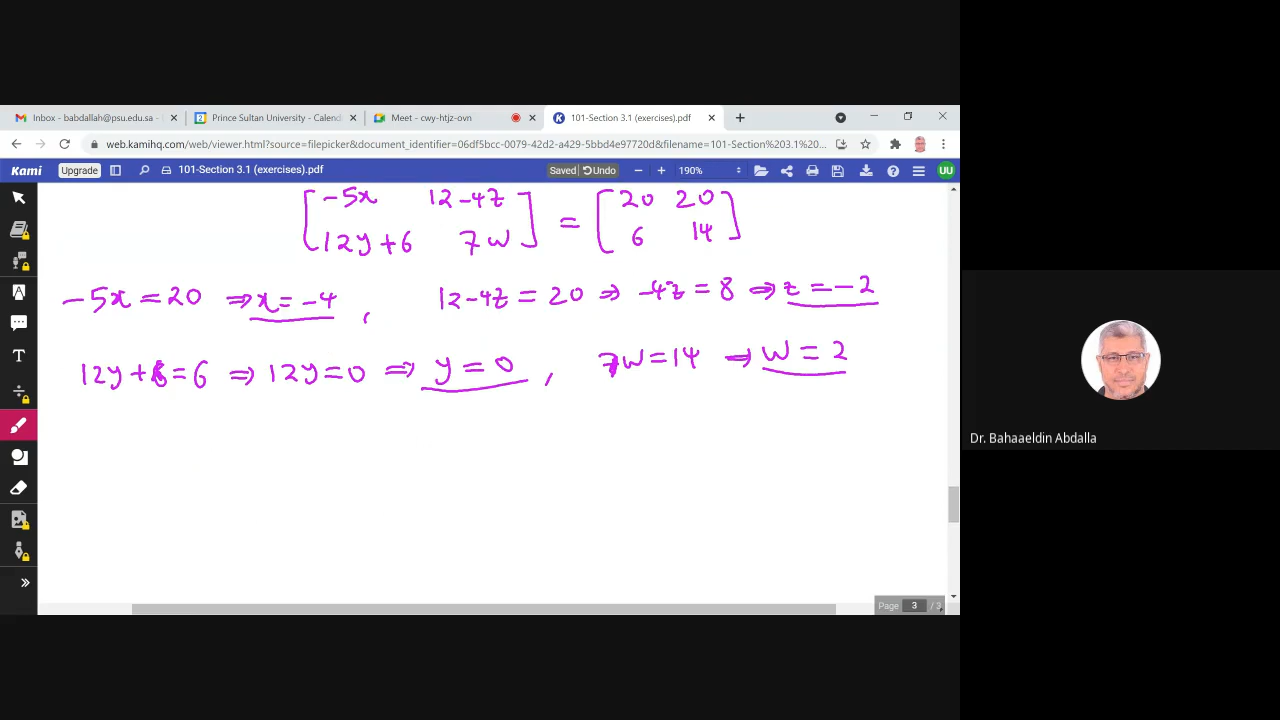 Inbox - babdallah@psu.edu.sa - Prince Sultan University - Calend Meet - cwy-htjz-ovn 101-Section 3.1 (exercises).pdf
web.kamihq.com/web/viewer.html?source=filepicker&document_identifier=06df5bcc-0079-42d2-a429-5bbd4e97720d&filename=101-Section%203.1%20...
Kami Upgrade 101-Section 3.1 (exercises).pdf Saved Undo 190% UU
[-5x 12-4z] = [20 20]
[12y+6 7w] [6 14]
-5x=20 ⇒ x=-4 , 12-4z=20 ⇒ -4z=8 ⇒ z=-2
12y+6=6 ⇒ 12y=0 ⇒ y=0 , 7w=14 ⇒ w=2
Dr. Bahaaeldin Abdalla
Page 3 / 3